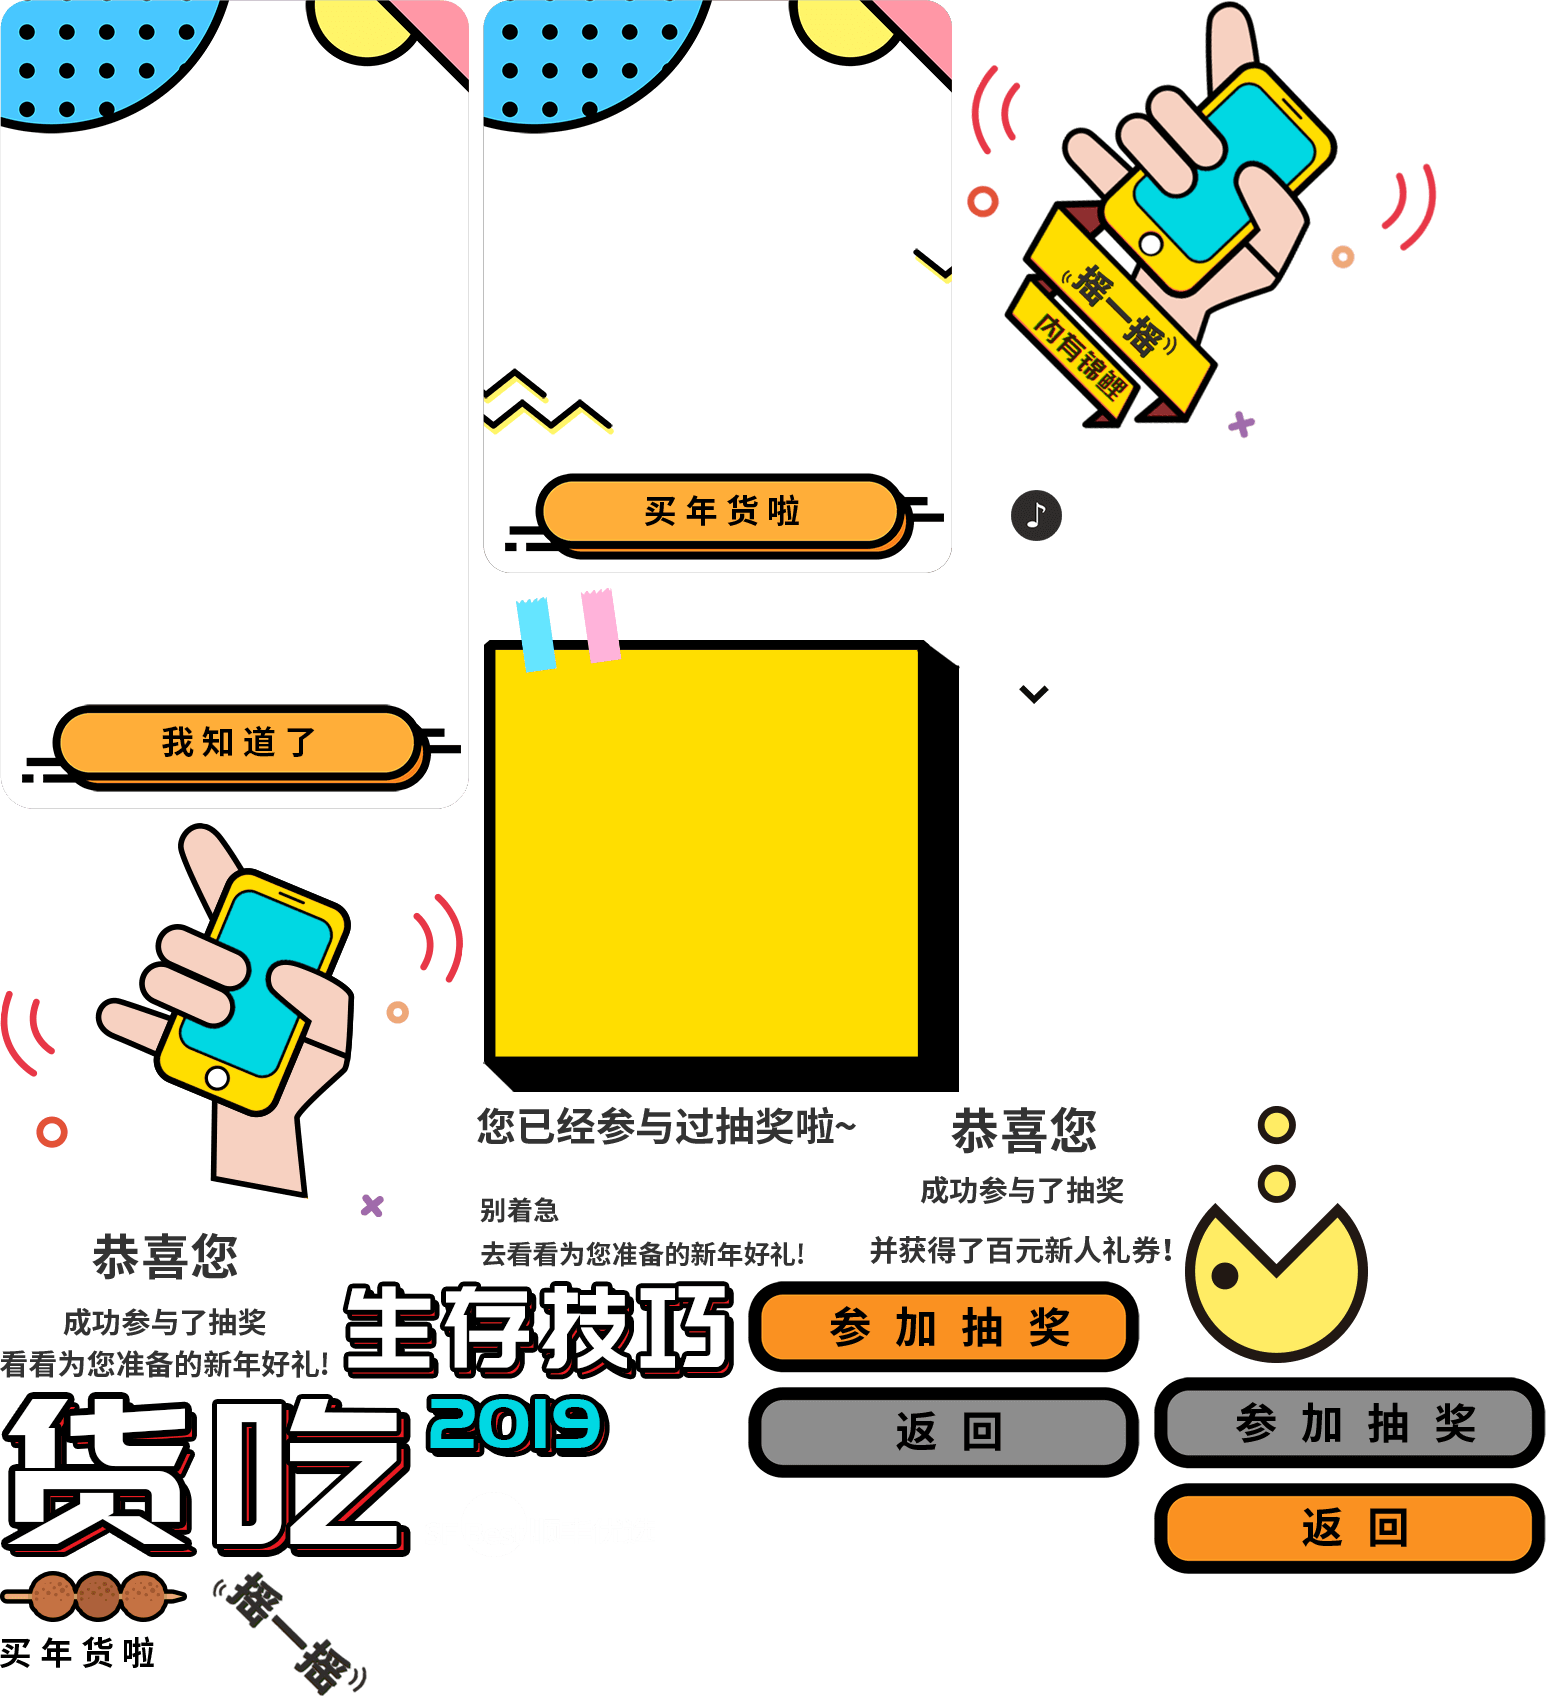 摇一摇
内有锦鲤
买年货啦
我知道了
您已经参与过抽奖啦~
别着急
去看看为您准备的新年好礼!
恭喜您
成功参与了抽奖
并获得了百元新人礼券!
恭喜您
成功参与了抽奖
看看为您准备的新年好礼!
生存技巧
参加抽奖
返回
参加抽奖
返回
货吃
2019
买年货啦
摇一摇